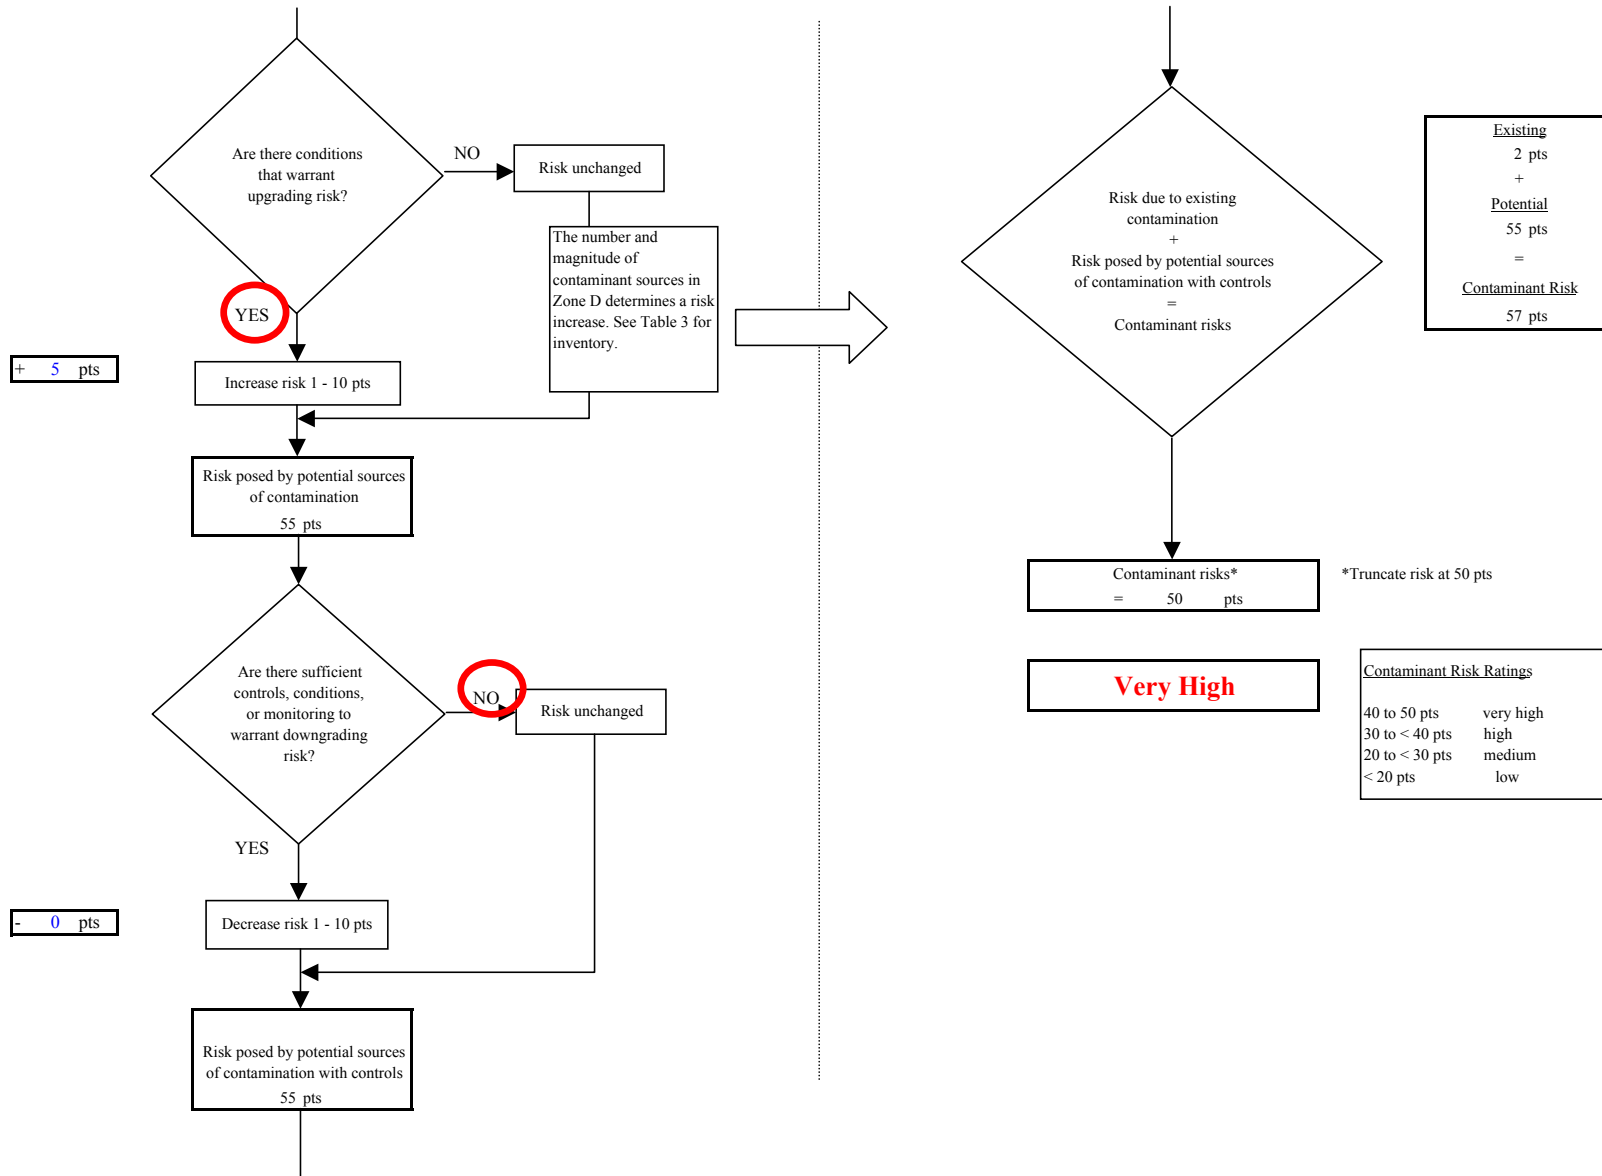 Are there conditions
that warrant
upgrading risk?
NO
Risk unchanged
The number and
magnitude of
contaminant sources in
Zone D determines a risk
increase. See Table 3 for
inventory.
YES
+ 5 pts
Increase risk 1 - 10 pts
Risk posed by potential sources
of contamination
55 pts
Are there sufficient
controls, conditions,
or monitoring to
warrant downgrading
risk?
NO
Risk unchanged
YES
- 0 pts
Decrease risk 1 - 10 pts
Risk posed by potential sources
of contamination with controls
55 pts
Risk due to existing
contamination
+
Risk posed by potential sources
of contamination with controls
=
Contaminant risks
Existing
2 pts
+
Potential
55 pts
=
Contaminant Risk
57 pts
Contaminant risks*
= 50 pts
*Truncate risk at 50 pts
Very High
Contaminant Risk Ratings
40 to 50 pts very high
30 to < 40 pts high
20 to < 30 pts medium
< 20 pts low